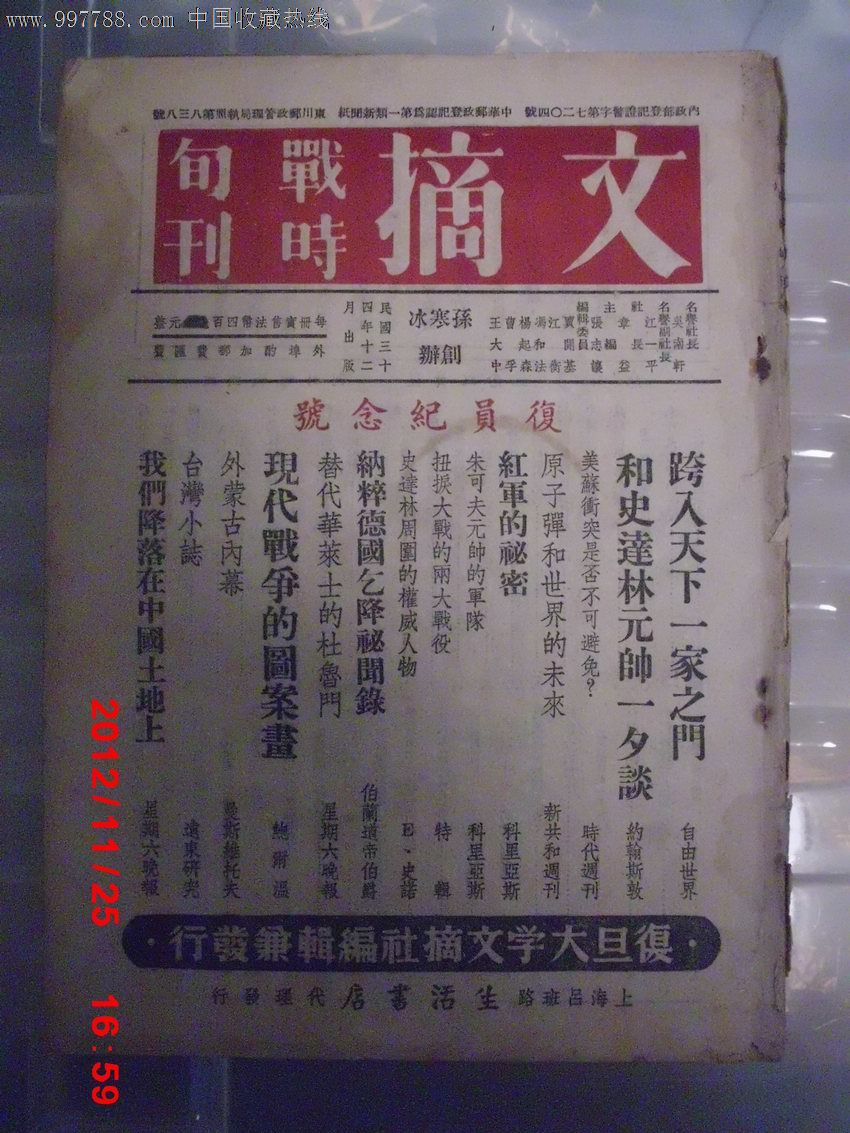 www.997788.com 中国收藏热线
內政部登記證警字第七二〇四號 中華郵政登記認爲第一類新聞紙 東川郵政管理局執照第八三八號
文摘
戰時
旬刊
名譽社長 吳南軒
名譽副社長 江一平
社長 章益
主編 張志讓
編輯委員
賈開基
江衡
馮和法
楊起森
曹孚
王大中
孫寒冰
創辦
民國三十
四年十二
月出版
每冊實售法幣四百元整
外埠酌加郵費匯費
復員紀念號
跨入天下一家之門 自由世界
和史達林元帥一夕談 約翰斯敦
美蘇衝突是否不可避免？ 時代週刊
原子彈和世界的未來 新共和週刊
紅軍的祕密 科里亞斯
朱可夫元帥的軍隊 科里亞斯
扭捩大戰的兩大戰役 特輯
史達林周圍的權威人物 E、史諾
納粹德國乞降祕聞錄 伯蘭道帝伯爵
替代華萊士的杜魯門 星期六晚報
現代戰爭的圖案畫 鮑爾溫
外蒙古內幕 曼斯維托夫
台灣小誌 遠東研究
我們降落在中國土地上 星期六晚報
·復旦大学文摘社編輯兼發行·
上海呂班路生活書店代理發行
2012/11/25 16:59